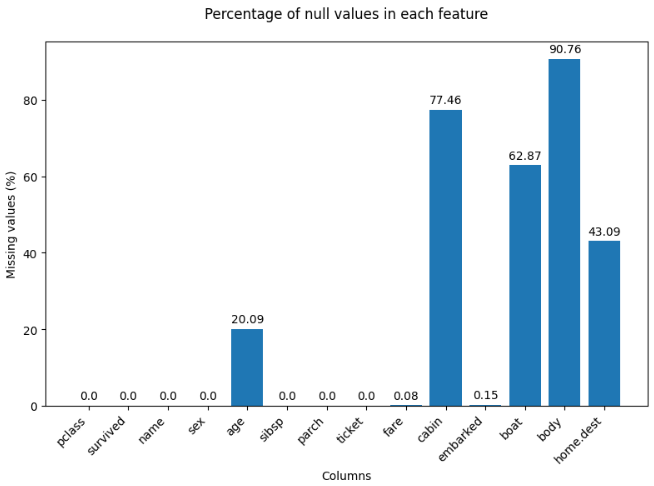 Percentage of null values in each feature
Missing values (%)
80
60
40
20
0
0.0
0.0
0.0
0.0
20.09
0.0
0.0
0.0
0.08
77.46
0.15
62.87
90.76
43.09
pclass
survived
name
sex
age
sibsp
parch
ticket
fare
cabin
embarked
boat
body
home.dest
Columns